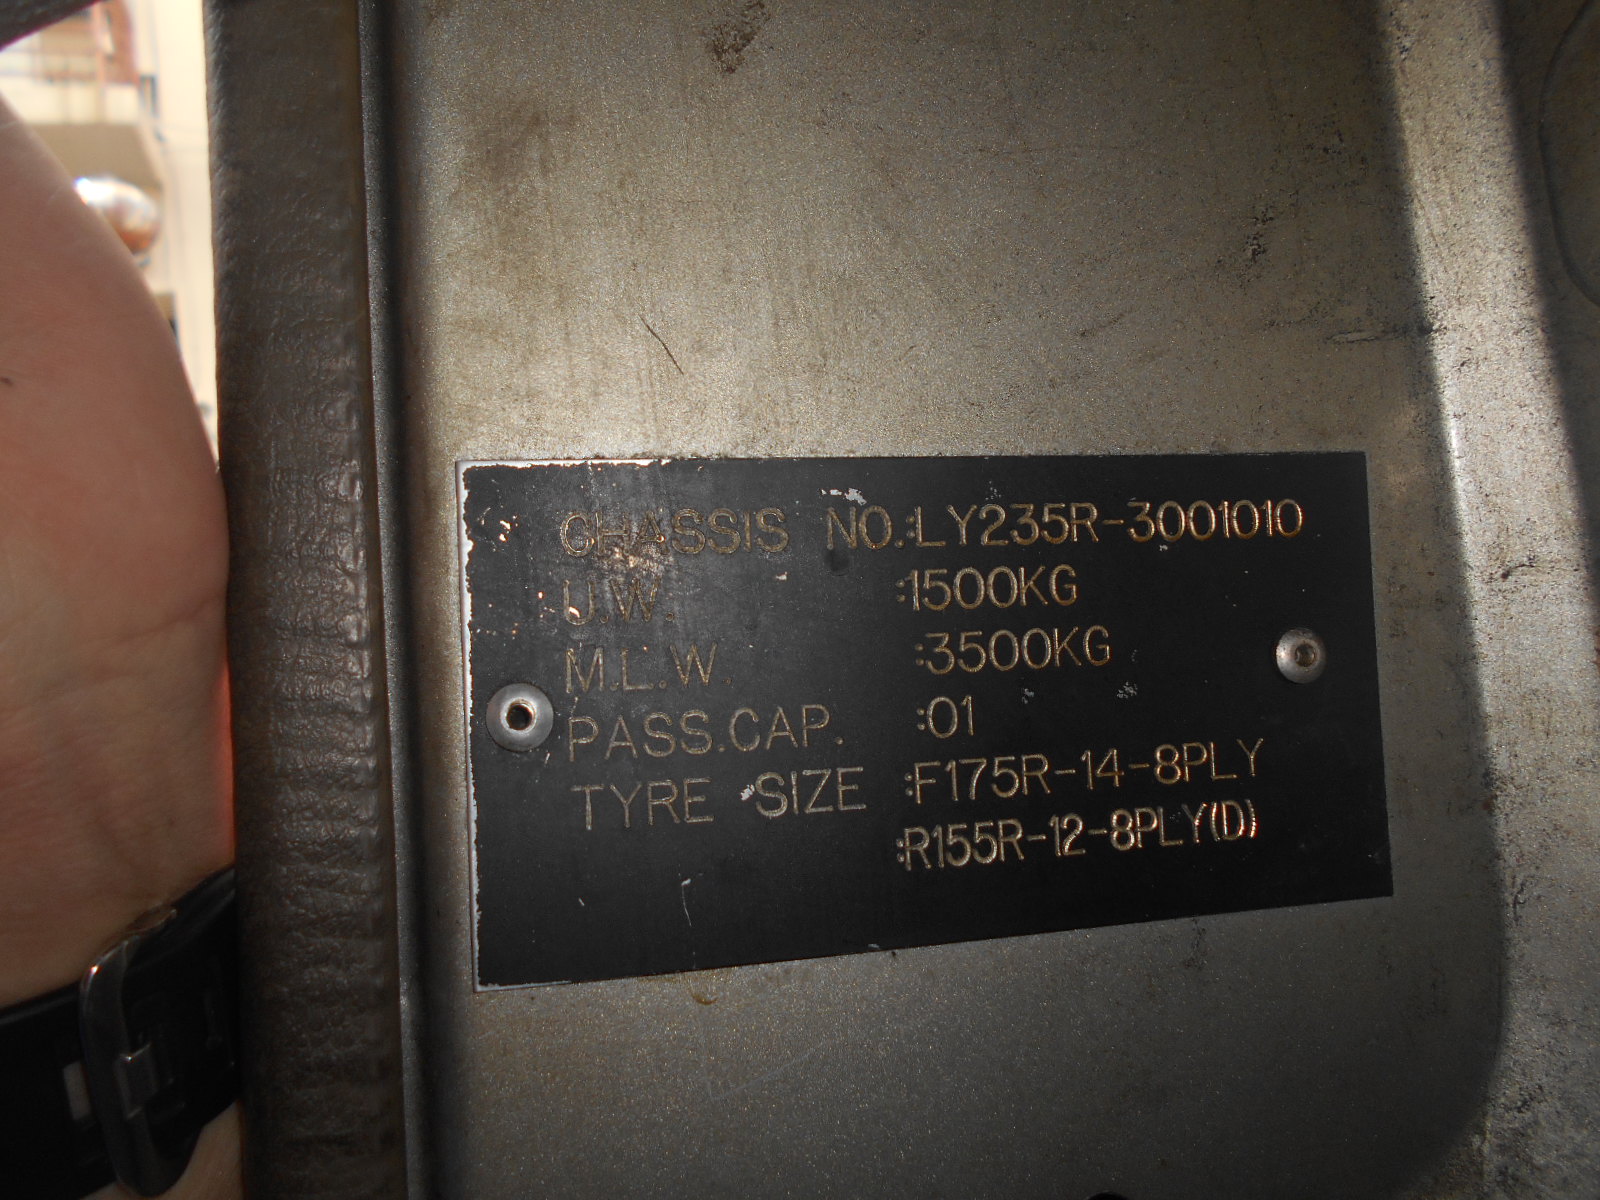 CHASSIS NO.:LY235R-3001010
U.W. :1500KG
M.L.W. :3500KG
PASS.CAP. :01
TYRE SIZE :F175R-14-8PLY
:R155R-12-8PLY(D)